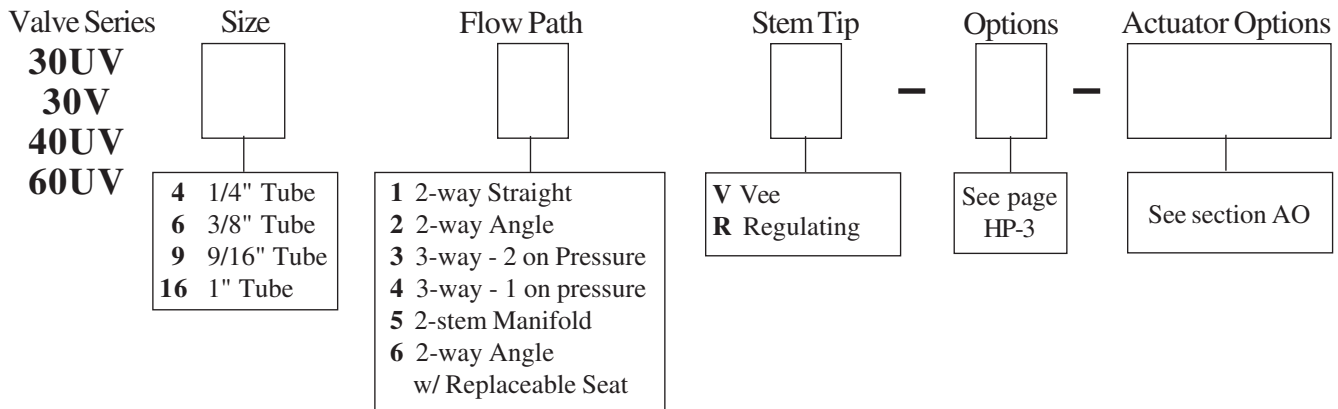 Valve Series Size Flow Path Stem Tip Options Actuator Options
30UV
30V
40UV
60UV
– –
4 1/4" Tube
6 3/8" Tube
9 9/16" Tube
16 1" Tube
1 2-way Straight
2 2-way Angle
3 3-way - 2 on Pressure
4 3-way - 1 on pressure
5 2-stem Manifold
6 2-way Angle
w/ Replaceable Seat
V Vee
R Regulating
See page
HP-3
See section AO